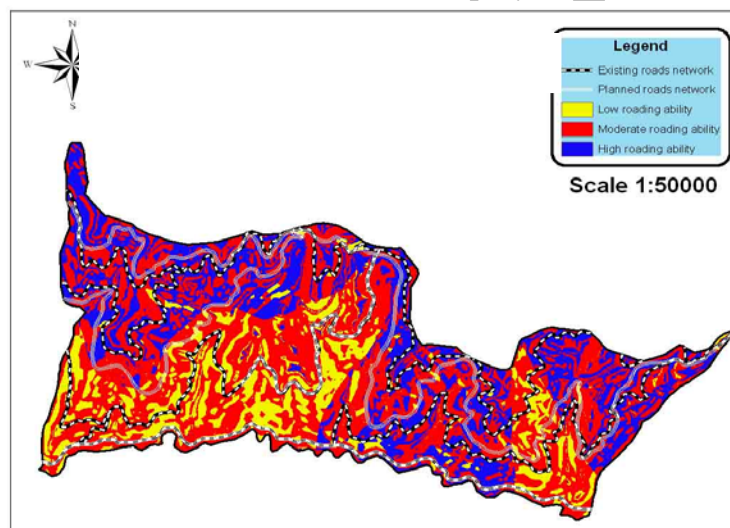 N
W
S
Legend
Existing roads network
Planned roads network
Low roading ability
Moderate roading ability
High roading ability
Scale 1:50000